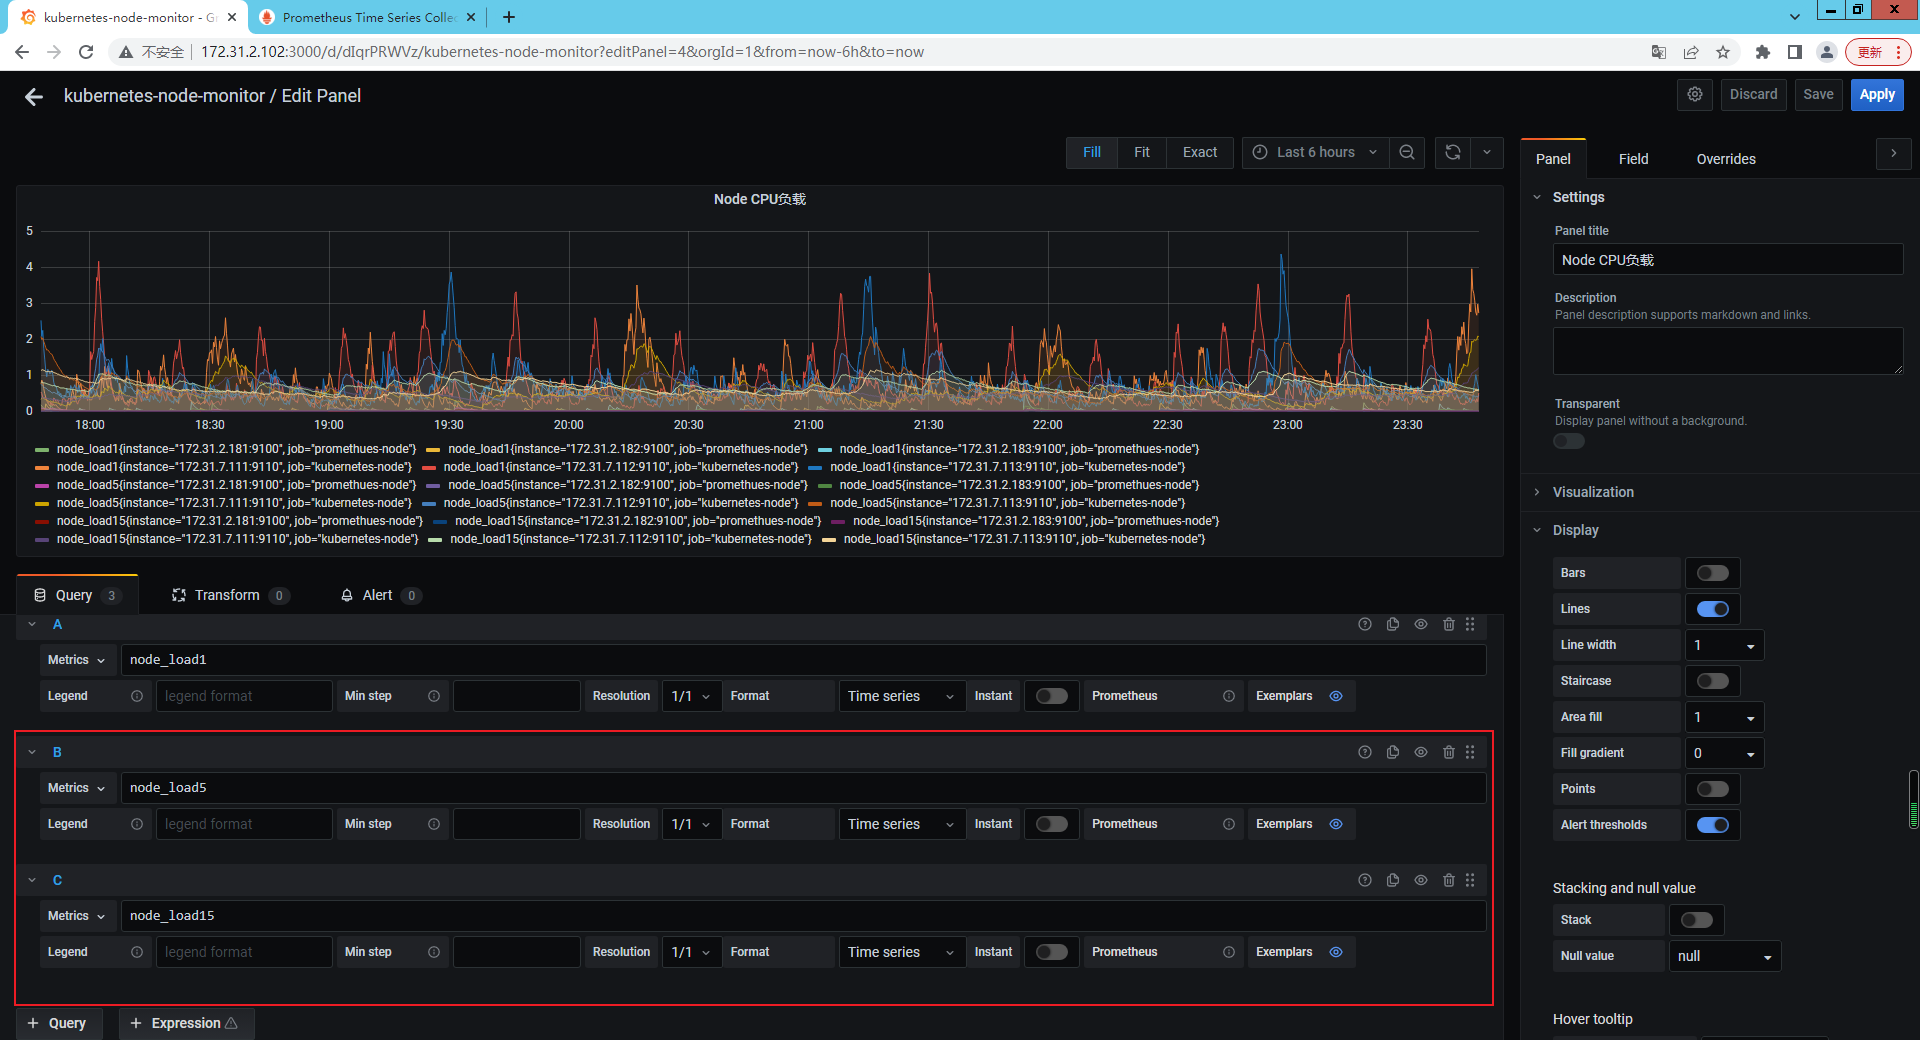 kubernetes-node-monitor - Gr
Prometheus Time Series Collec
不安全
172.31.2.102:3000/d/dIqrPRWVz/kubernetes-node-monitor?editPanel=4&orgId=1&from=now-6h&to=now
更新
kubernetes-node-monitor / Edit Panel
Discard
Save
Apply
Fill
Fit
Exact
Last 6 hours
Panel
Field
Overrides
Node CPU负载
5
4
3
2
1
0
18:00 18:30 19:00 19:30 20:00 20:30 21:00 21:30 22:00 22:30 23:00 23:30
node_load1{instance="172.31.2.181:9100", job="promethues-node"} node_load1{instance="172.31.2.182:9100", job="promethues-node"} node_load1{instance="172.31.2.183:9100", job="promethues-node"}
node_load1{instance="172.31.7.111:9110", job="kubernetes-node"} node_load1{instance="172.31.7.112:9110", job="kubernetes-node"} node_load1{instance="172.31.7.113:9110", job="kubernetes-node"}
node_load5{instance="172.31.2.181:9100", job="promethues-node"} node_load5{instance="172.31.2.182:9100", job="promethues-node"} node_load5{instance="172.31.2.183:9100", job="promethues-node"}
node_load5{instance="172.31.7.111:9110", job="kubernetes-node"} node_load5{instance="172.31.7.112:9110", job="kubernetes-node"} node_load5{instance="172.31.7.113:9110", job="kubernetes-node"}
node_load15{instance="172.31.2.181:9100", job="promethues-node"} node_load15{instance="172.31.2.182:9100", job="promethues-node"} node_load15{instance="172.31.2.183:9100", job="promethues-node"}
node_load15{instance="172.31.7.111:9110", job="kubernetes-node"} node_load15{instance="172.31.7.112:9110", job="kubernetes-node"} node_load15{instance="172.31.7.113:9110", job="kubernetes-node"}
Query 3
Transform 0
Alert 0
A
Metrics node_load1
Legend legend format Min step Resolution 1/1 Format Time series Instant Prometheus Exemplars
B
Metrics node_load5
Legend legend format Min step Resolution 1/1 Format Time series Instant Prometheus Exemplars
C
Metrics node_load15
Legend legend format Min step Resolution 1/1 Format Time series Instant Prometheus Exemplars
+ Query
+ Expression
Settings
Panel title
Node CPU负载
Description
Panel description supports markdown and links.
Transparent
Display panel without a background.
Visualization
Display
Bars
Lines
Line width 1
Staircase
Area fill 1
Fill gradient 0
Points
Alert thresholds
Stacking and null value
Stack
Null value null
Hover tooltip